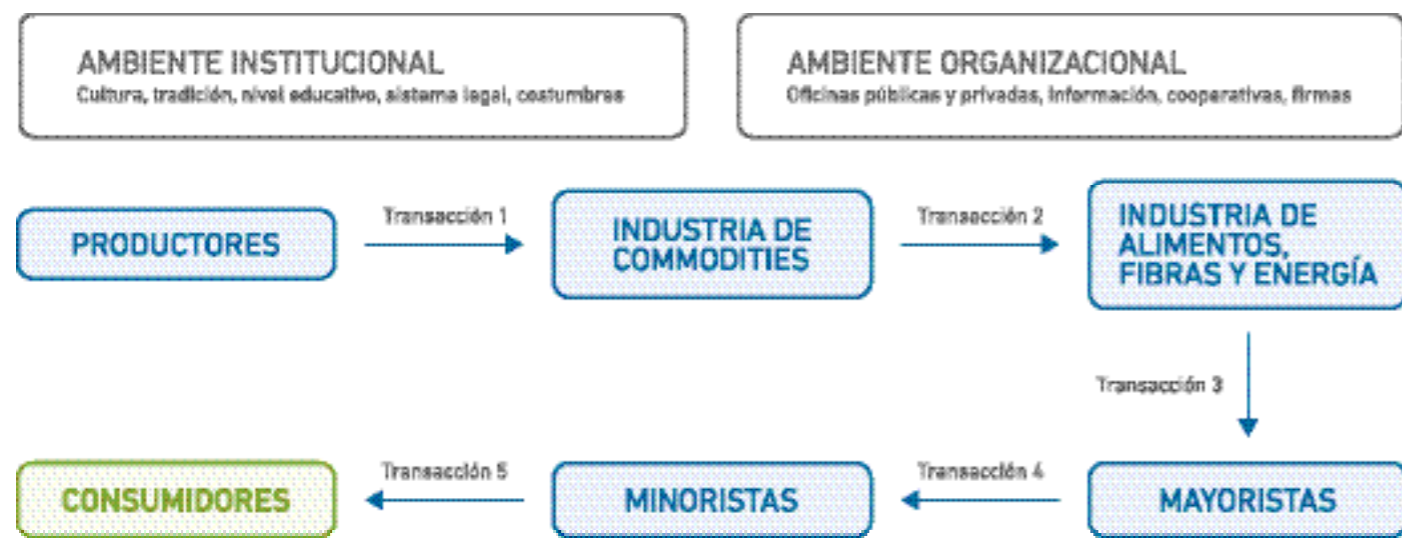 AMBIENTE INSTITUCIONAL
Cultura, tradición, nivel educativo, sistema legal, costumbres
AMBIENTE ORGANIZACIONAL
Oficinas públicas y privadas, información, cooperativas, firmas
PRODUCTORES
Transacción 1
INDUSTRIA DE
COMMODITIES
Transacción 2
INDUSTRIA DE
ALIMENTOS,
FIBRAS Y ENERGÍA
Transacción 3
CONSUMIDORES
Transacción 5
MINORISTAS
Transacción 4
MAYORISTAS